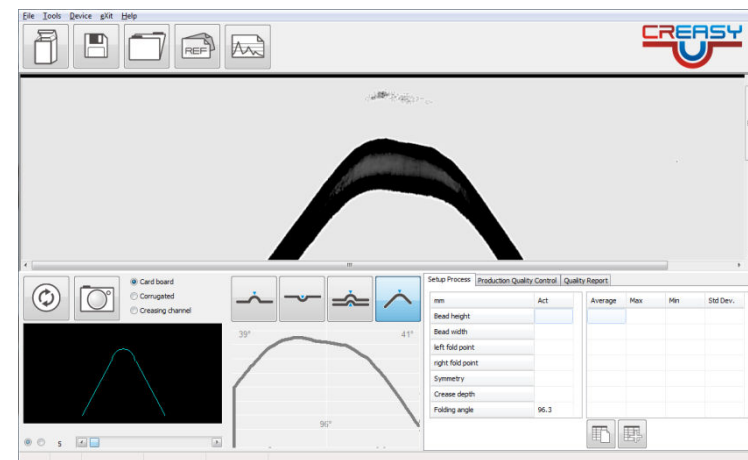 File Tools Device eXit Help
REF
CREASY
Card board
Corrugated
Creasing channel
5
39°
41°
96°
Setup Process Production Quality Control Quality Report
mm Act Average Max Min Std Dev.
Bead height
Bead width
left fold point
right fold point
Symmetry
Crease depth
Folding angle 96.3